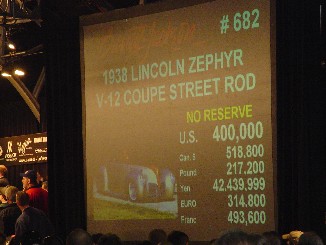 # 682
1938 LINCOLN ZEPHYR
V-12 COUPE STREET ROD
NO RESERVE
U.S. 400,000
Can. $ 518,800
Pound 217,200
Yen 42,439,999
EURO 314,800
Franc 493,600